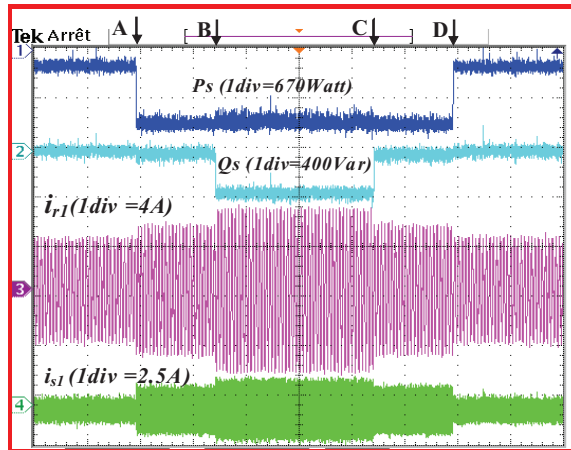 A B C D
Tek Arrêt
1
Ps (1div=670Watt)
2
Qs (1div=400Var)
ir1(1div =4A)
3
is1(1div =2.5A)
4